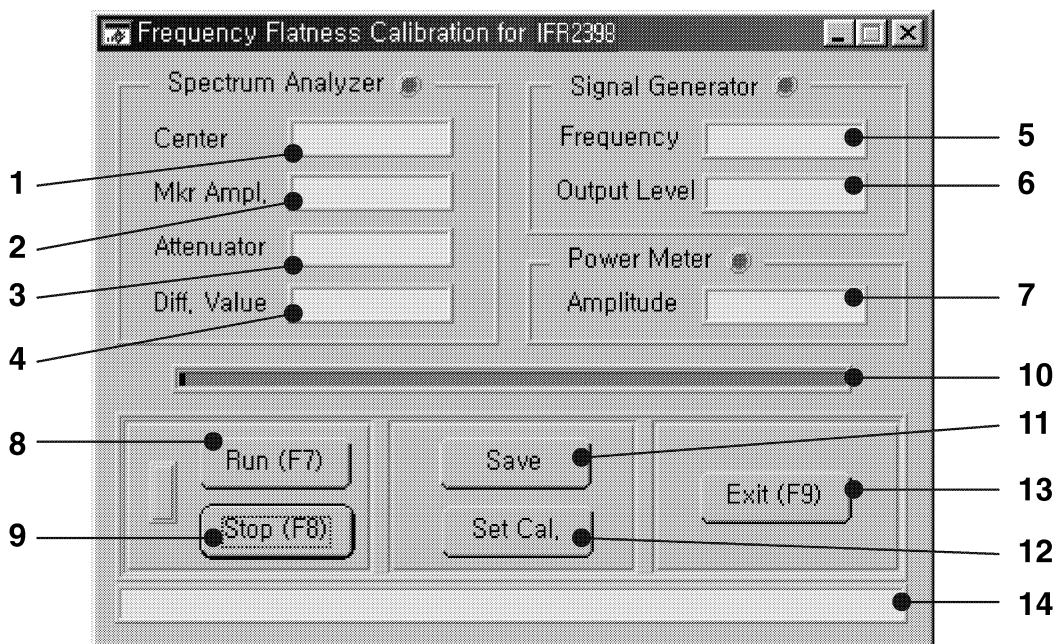 Frequency Flatness Calibration for IFR2398
Spectrum Analyzer
Signal Generator
Center
Frequency
5
1
Mkr Ampl,
Output Level
6
2
Attenuator
Power Meter
3
Diff, Value
Amplitude
7
4
10
8
Run (F7)
Save
11
Exit (F9)
13
9
Stop (F8)
Set Cal,
12
14